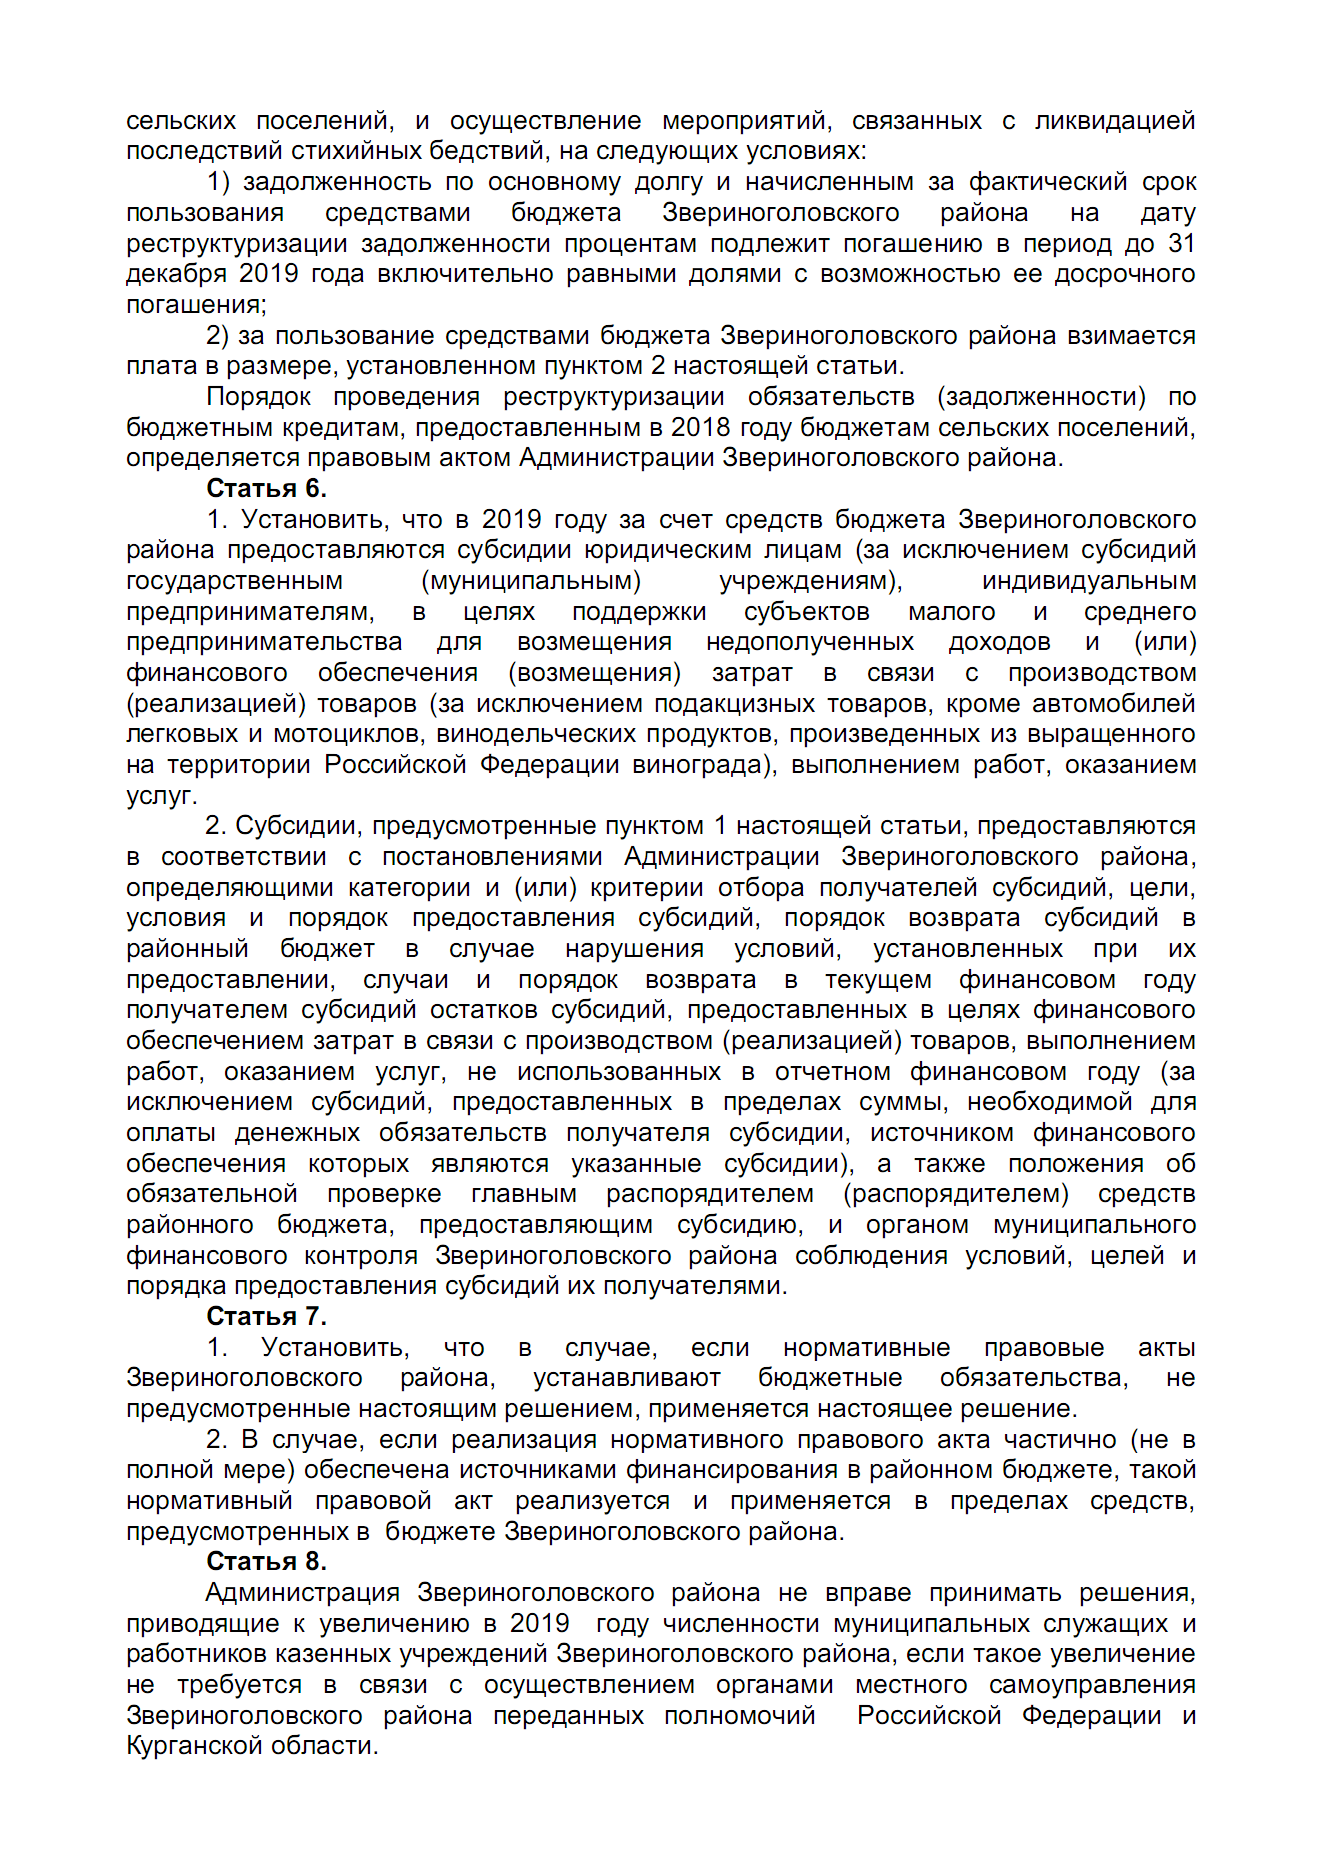 сельских поселений, и осуществление мероприятий, связанных с ликвидацией
последствий стихийных бедствий, на следующих условиях:
1) задолженность по основному долгу и начисленным за фактический срок
пользования средствами бюджета Звериноголовского района на дату
реструктуризации задолженности процентам подлежит погашению в период до 31
декабря 2019 года включительно равными долями с возможностью ее досрочного
погашения;
2) за пользование средствами бюджета Звериноголовского района взимается
плата в размере, установленном пунктом 2 настоящей статьи.
Порядок проведения реструктуризации обязательств (задолженности) по
бюджетным кредитам, предоставленным в 2018 году бюджетам сельских поселений,
определяется правовым актом Администрации Звериноголовского района.
Статья 6.
1. Установить, что в 2019 году за счет средств бюджета Звериноголовского
района предоставляются субсидии юридическим лицам (за исключением субсидий
государственным (муниципальным) учреждениям), индивидуальным
предпринимателям, в целях поддержки субъектов малого и среднего
предпринимательства для возмещения недополученных доходов и (или)
финансового обеспечения (возмещения) затрат в связи с производством
(реализацией) товаров (за исключением подакцизных товаров, кроме автомобилей
легковых и мотоциклов, винодельческих продуктов, произведенных из выращенного
на территории Российской Федерации винограда), выполнением работ, оказанием
услуг.
2. Субсидии, предусмотренные пунктом 1 настоящей статьи, предоставляются
в соответствии с постановлениями Администрации Звериноголовского района,
определяющими категории и (или) критерии отбора получателей субсидий, цели,
условия и порядок предоставления субсидий, порядок возврата субсидий в
районный бюджет в случае нарушения условий, установленных при их
предоставлении, случаи и порядок возврата в текущем финансовом году
получателем субсидий остатков субсидий, предоставленных в целях финансового
обеспечением затрат в связи с производством (реализацией) товаров, выполнением
работ, оказанием услуг, не использованных в отчетном финансовом году (за
исключением субсидий, предоставленных в пределах суммы, необходимой для
оплаты денежных обязательств получателя субсидии, источником финансового
обеспечения которых являются указанные субсидии), а также положения об
обязательной проверке главным распорядителем (распорядителем) средств
районного бюджета, предоставляющим субсидию, и органом муниципального
финансового контроля Звериноголовского района соблюдения условий, целей и
порядка предоставления субсидий их получателями.
Статья 7.
1. Установить, что в случае, если нормативные правовые акты
Звериноголовского района, устанавливают бюджетные обязательства, не
предусмотренные настоящим решением, применяется настоящее решение.
2. В случае, если реализация нормативного правового акта частично (не в
полной мере) обеспечена источниками финансирования в районном бюджете, такой
нормативный правовой акт реализуется и применяется в пределах средств,
предусмотренных в  бюджете Звериноголовского района.
Статья 8.
Администрация Звериноголовского района не вправе принимать решения,
приводящие к увеличению в 2019  году численности муниципальных служащих и
работников казенных учреждений Звериноголовского района, если такое увеличение
не требуется в связи с осуществлением органами местного самоуправления
Звериноголовского района переданных полномочий  Российской Федерации и
Курганской области.